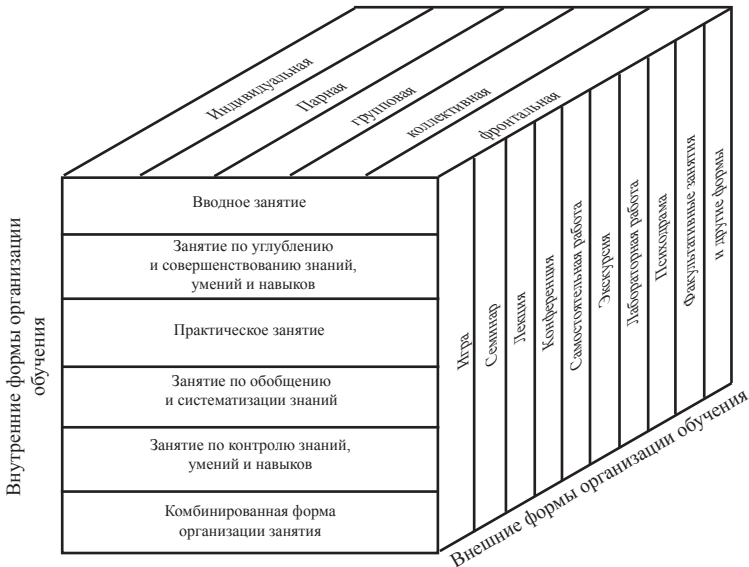 Индивидуальная
Парная
групповая
коллективная
фронтальная
Внутренние формы организации
обучения
Вводное занятие
Занятие по углублению
и совершенствованию знаний,
умений и навыков
Практическое занятие
Занятие по обобщению
и систематизации знаний
Занятие по контролю знаний,
умений и навыков
Комбинированная форма
организации занятия
Игра
Семинар
Лекция
Конференция
Самостоятельная работа
Экскурсия
Лабораторная работа
Психодрама
Факультативные занятия
и другие формы
Внешние формы организации обучения